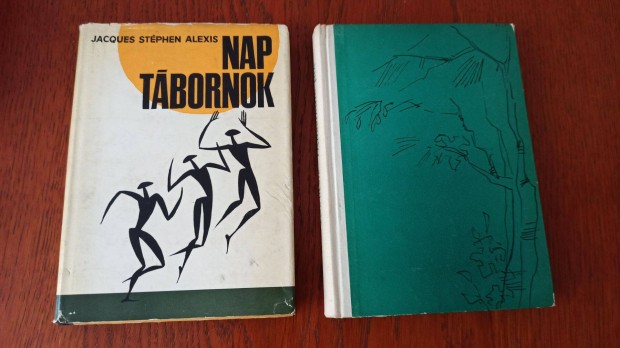 JACQUES STÉPHEN ALEXIS
NAP
TÁBORNOK